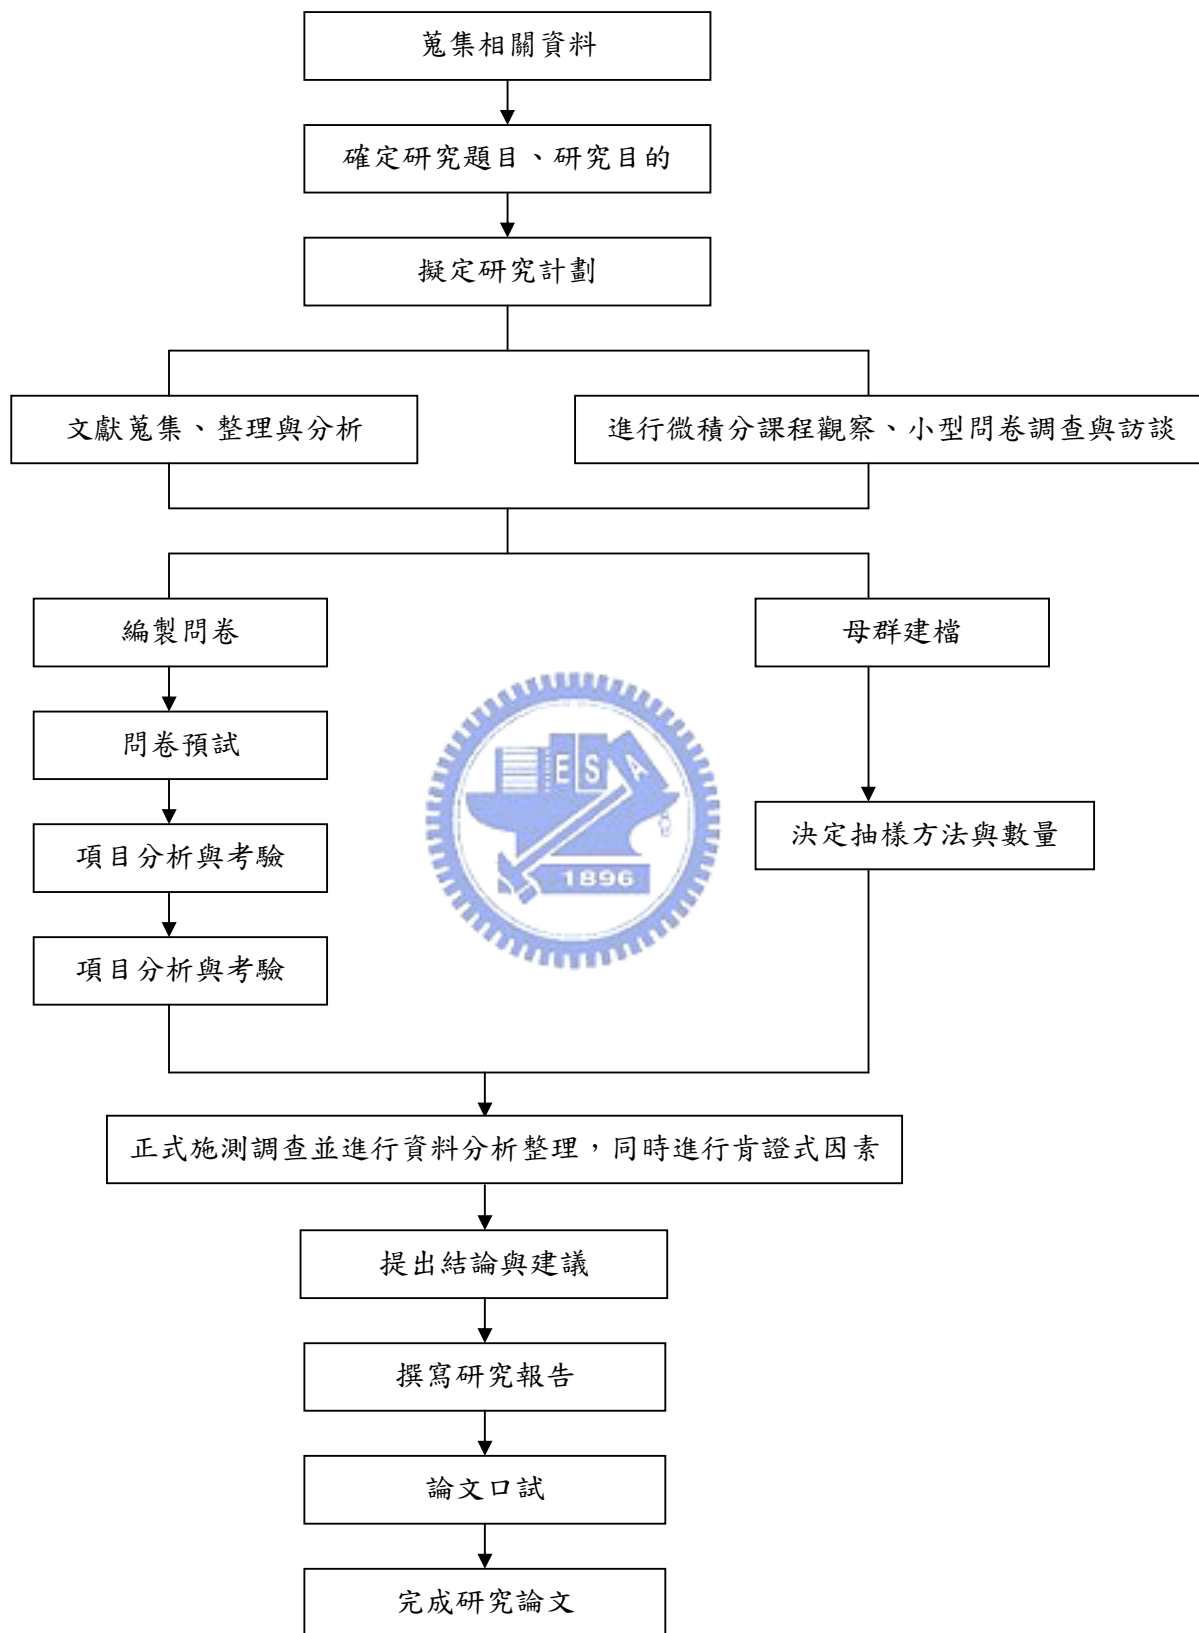 蒐集相關資料
確定研究題目、研究目的
擬定研究計劃
文獻蒐集、整理與分析
進行微積分課程觀察、小型問卷調查與訪談
編製問卷
母群建檔
問卷預試
E S A
1896
決定抽樣方法與數量
項目分析與考驗
項目分析與考驗
正式施測調查並進行資料分析整理，同時進行肯證式因素
提出結論與建議
撰寫研究報告
論文口試
完成研究論文